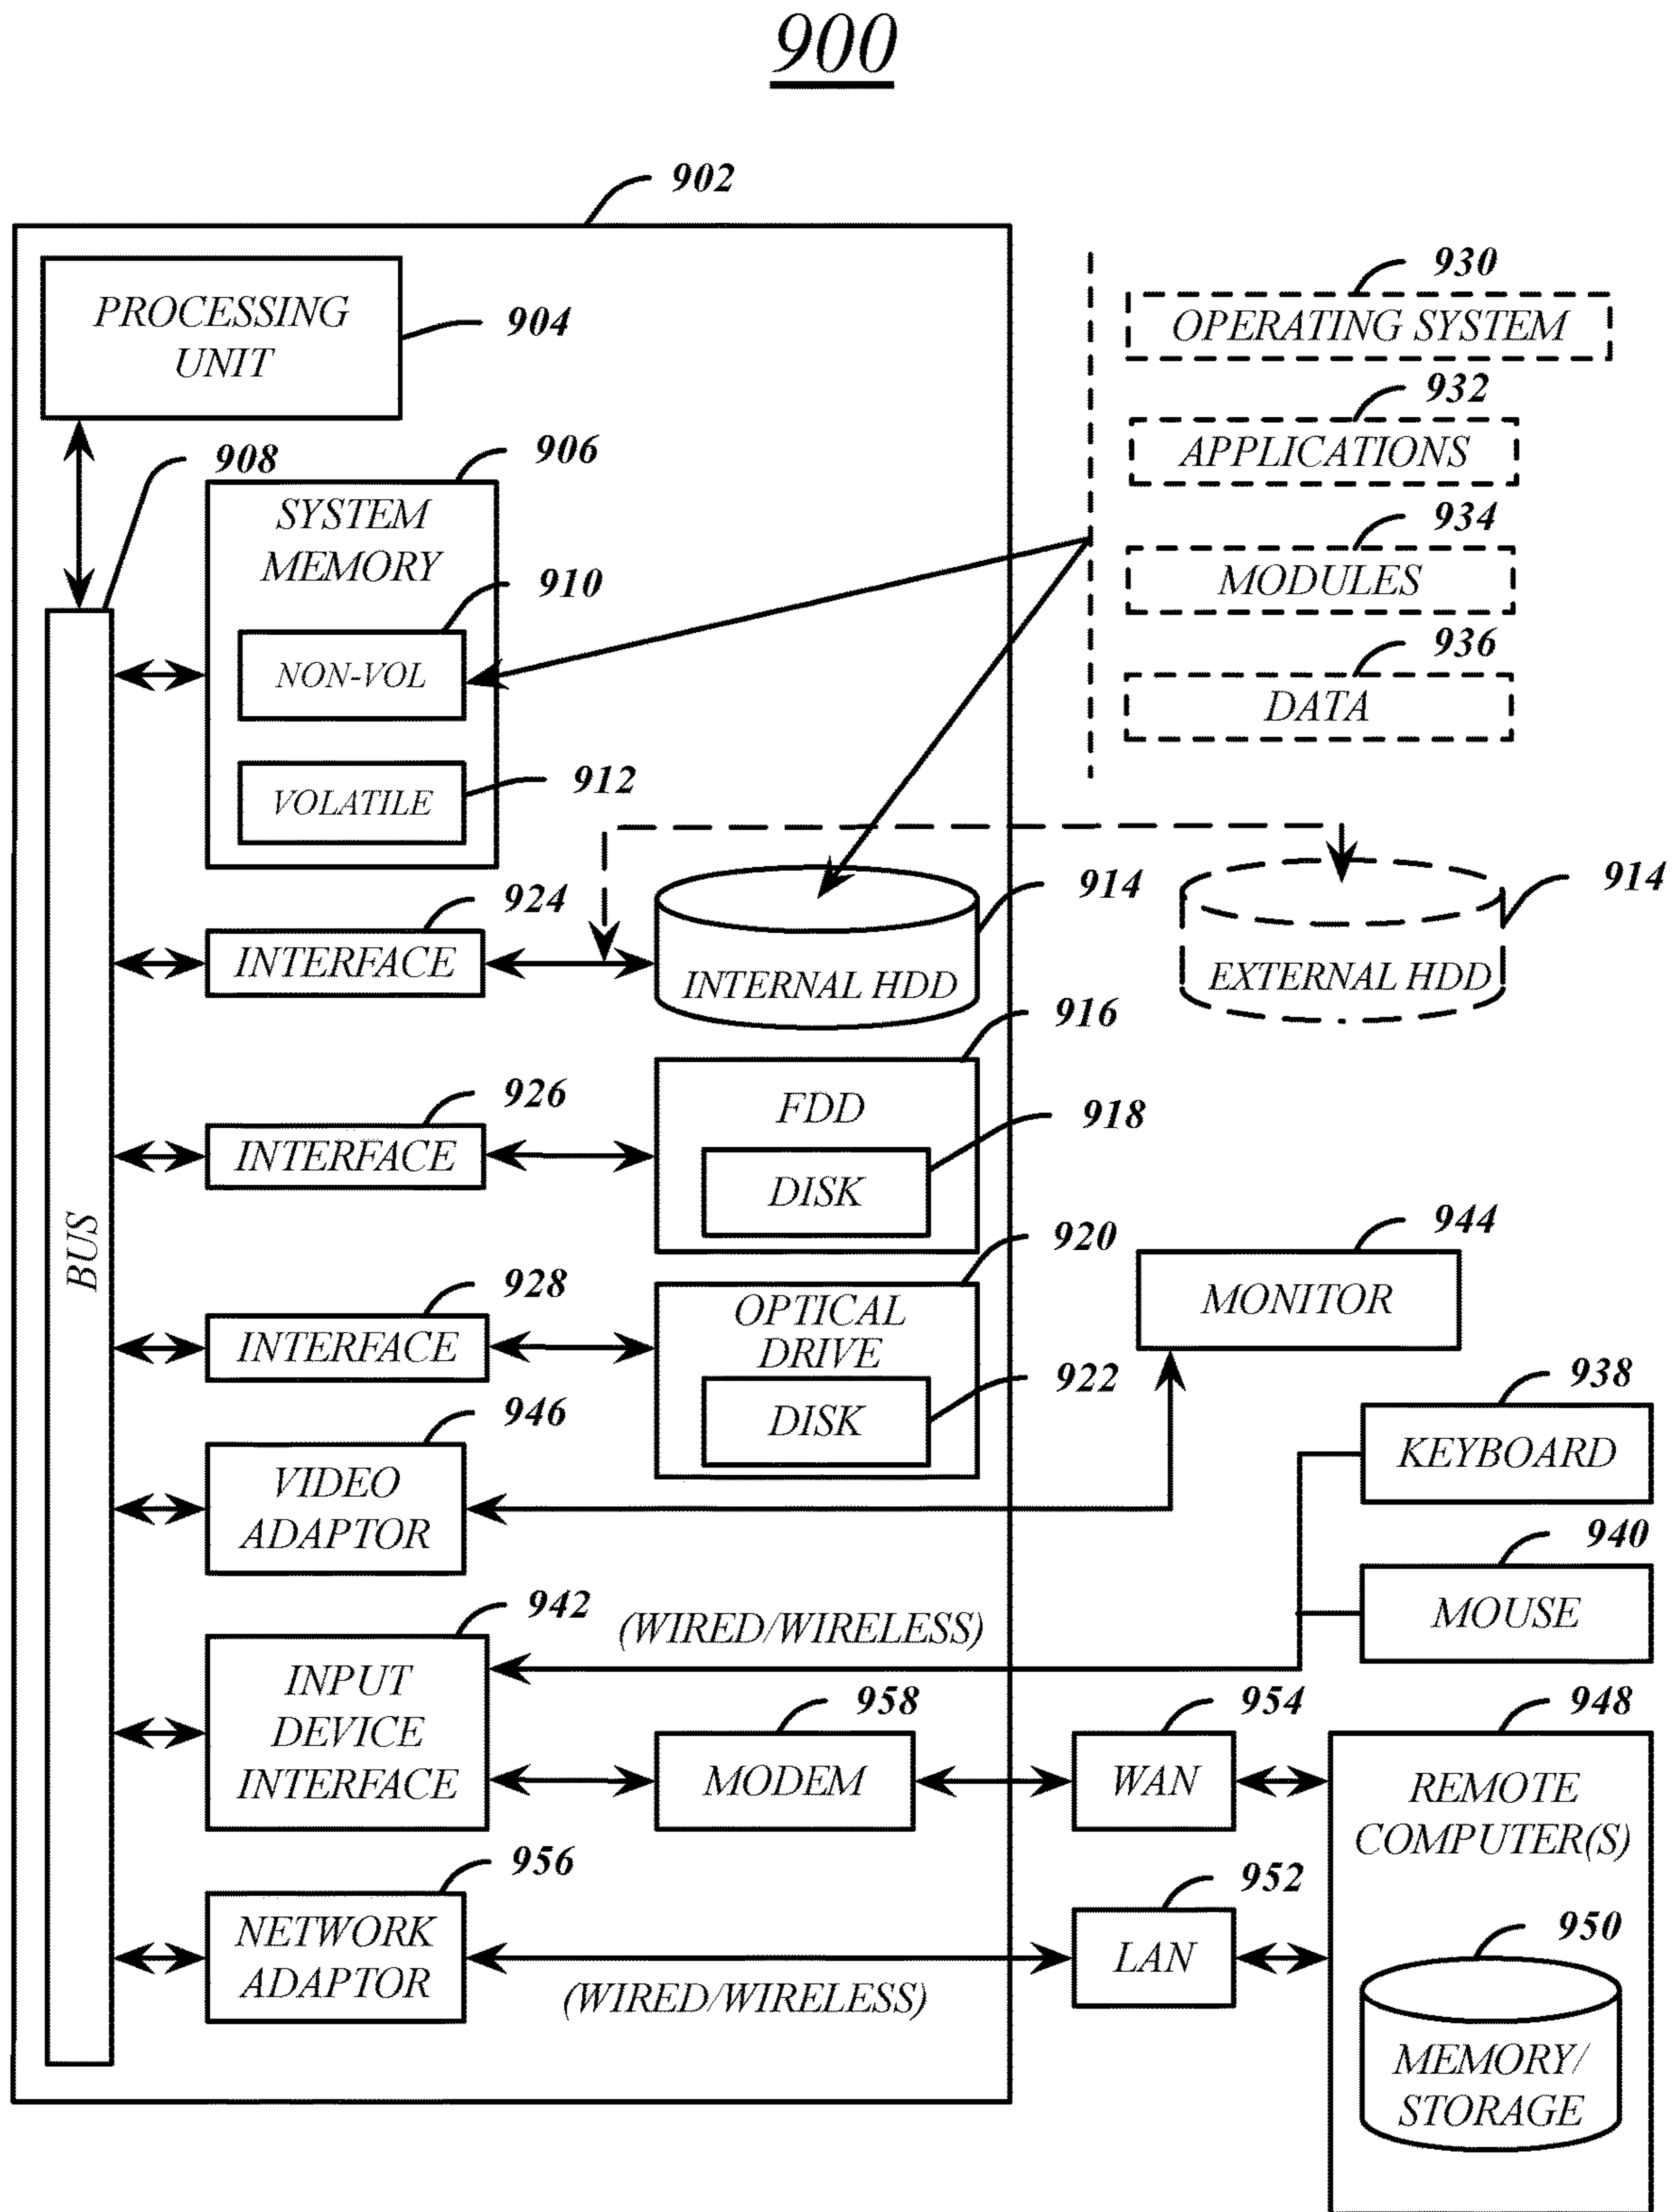 900
902
PROCESSING
UNIT
904
930
OPERATING SYSTEM
932
APPLICATIONS
934
MODULES
936
DATA
908
906
SYSTEM
MEMORY
910
NON-VOL
912
VOLATILE
924
INTERFACE
914
INTERNAL HDD
914
EXTERNAL HDD
916
FDD
926
INTERFACE
918
DISK
BUS
920
OPTICAL
DRIVE
928
INTERFACE
922
DISK
944
MONITOR
946
VIDEO
ADAPTOR
938
KEYBOARD
940
MOUSE
942
INPUT
DEVICE
INTERFACE
(WIRED/WIRELESS)
958
MODEM
954
WAN
948
REMOTE
COMPUTER(S)
956
NETWORK
ADAPTOR
(WIRED/WIRELESS)
952
LAN
950
MEMORY/
STORAGE